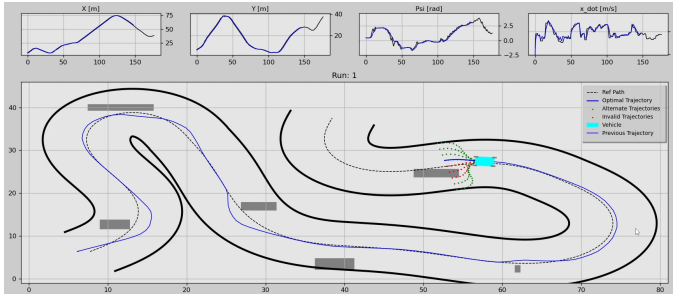 X [m]
Y [m]
Psi [rad]
x_dot [m/s]
75
50
25
0 50 100 150
40
20
0 50 100 150
2.5
0.0
−2.5
0 50 100 150
0 50 100 150
Run: 1
40
30
20
10
0
0 10 20 30 40 50 60 70 80
Ref Path
Optimal Trajectory
Alternate Trajectories
Invalid Trajectories
Vehicle
Previous Trajectory